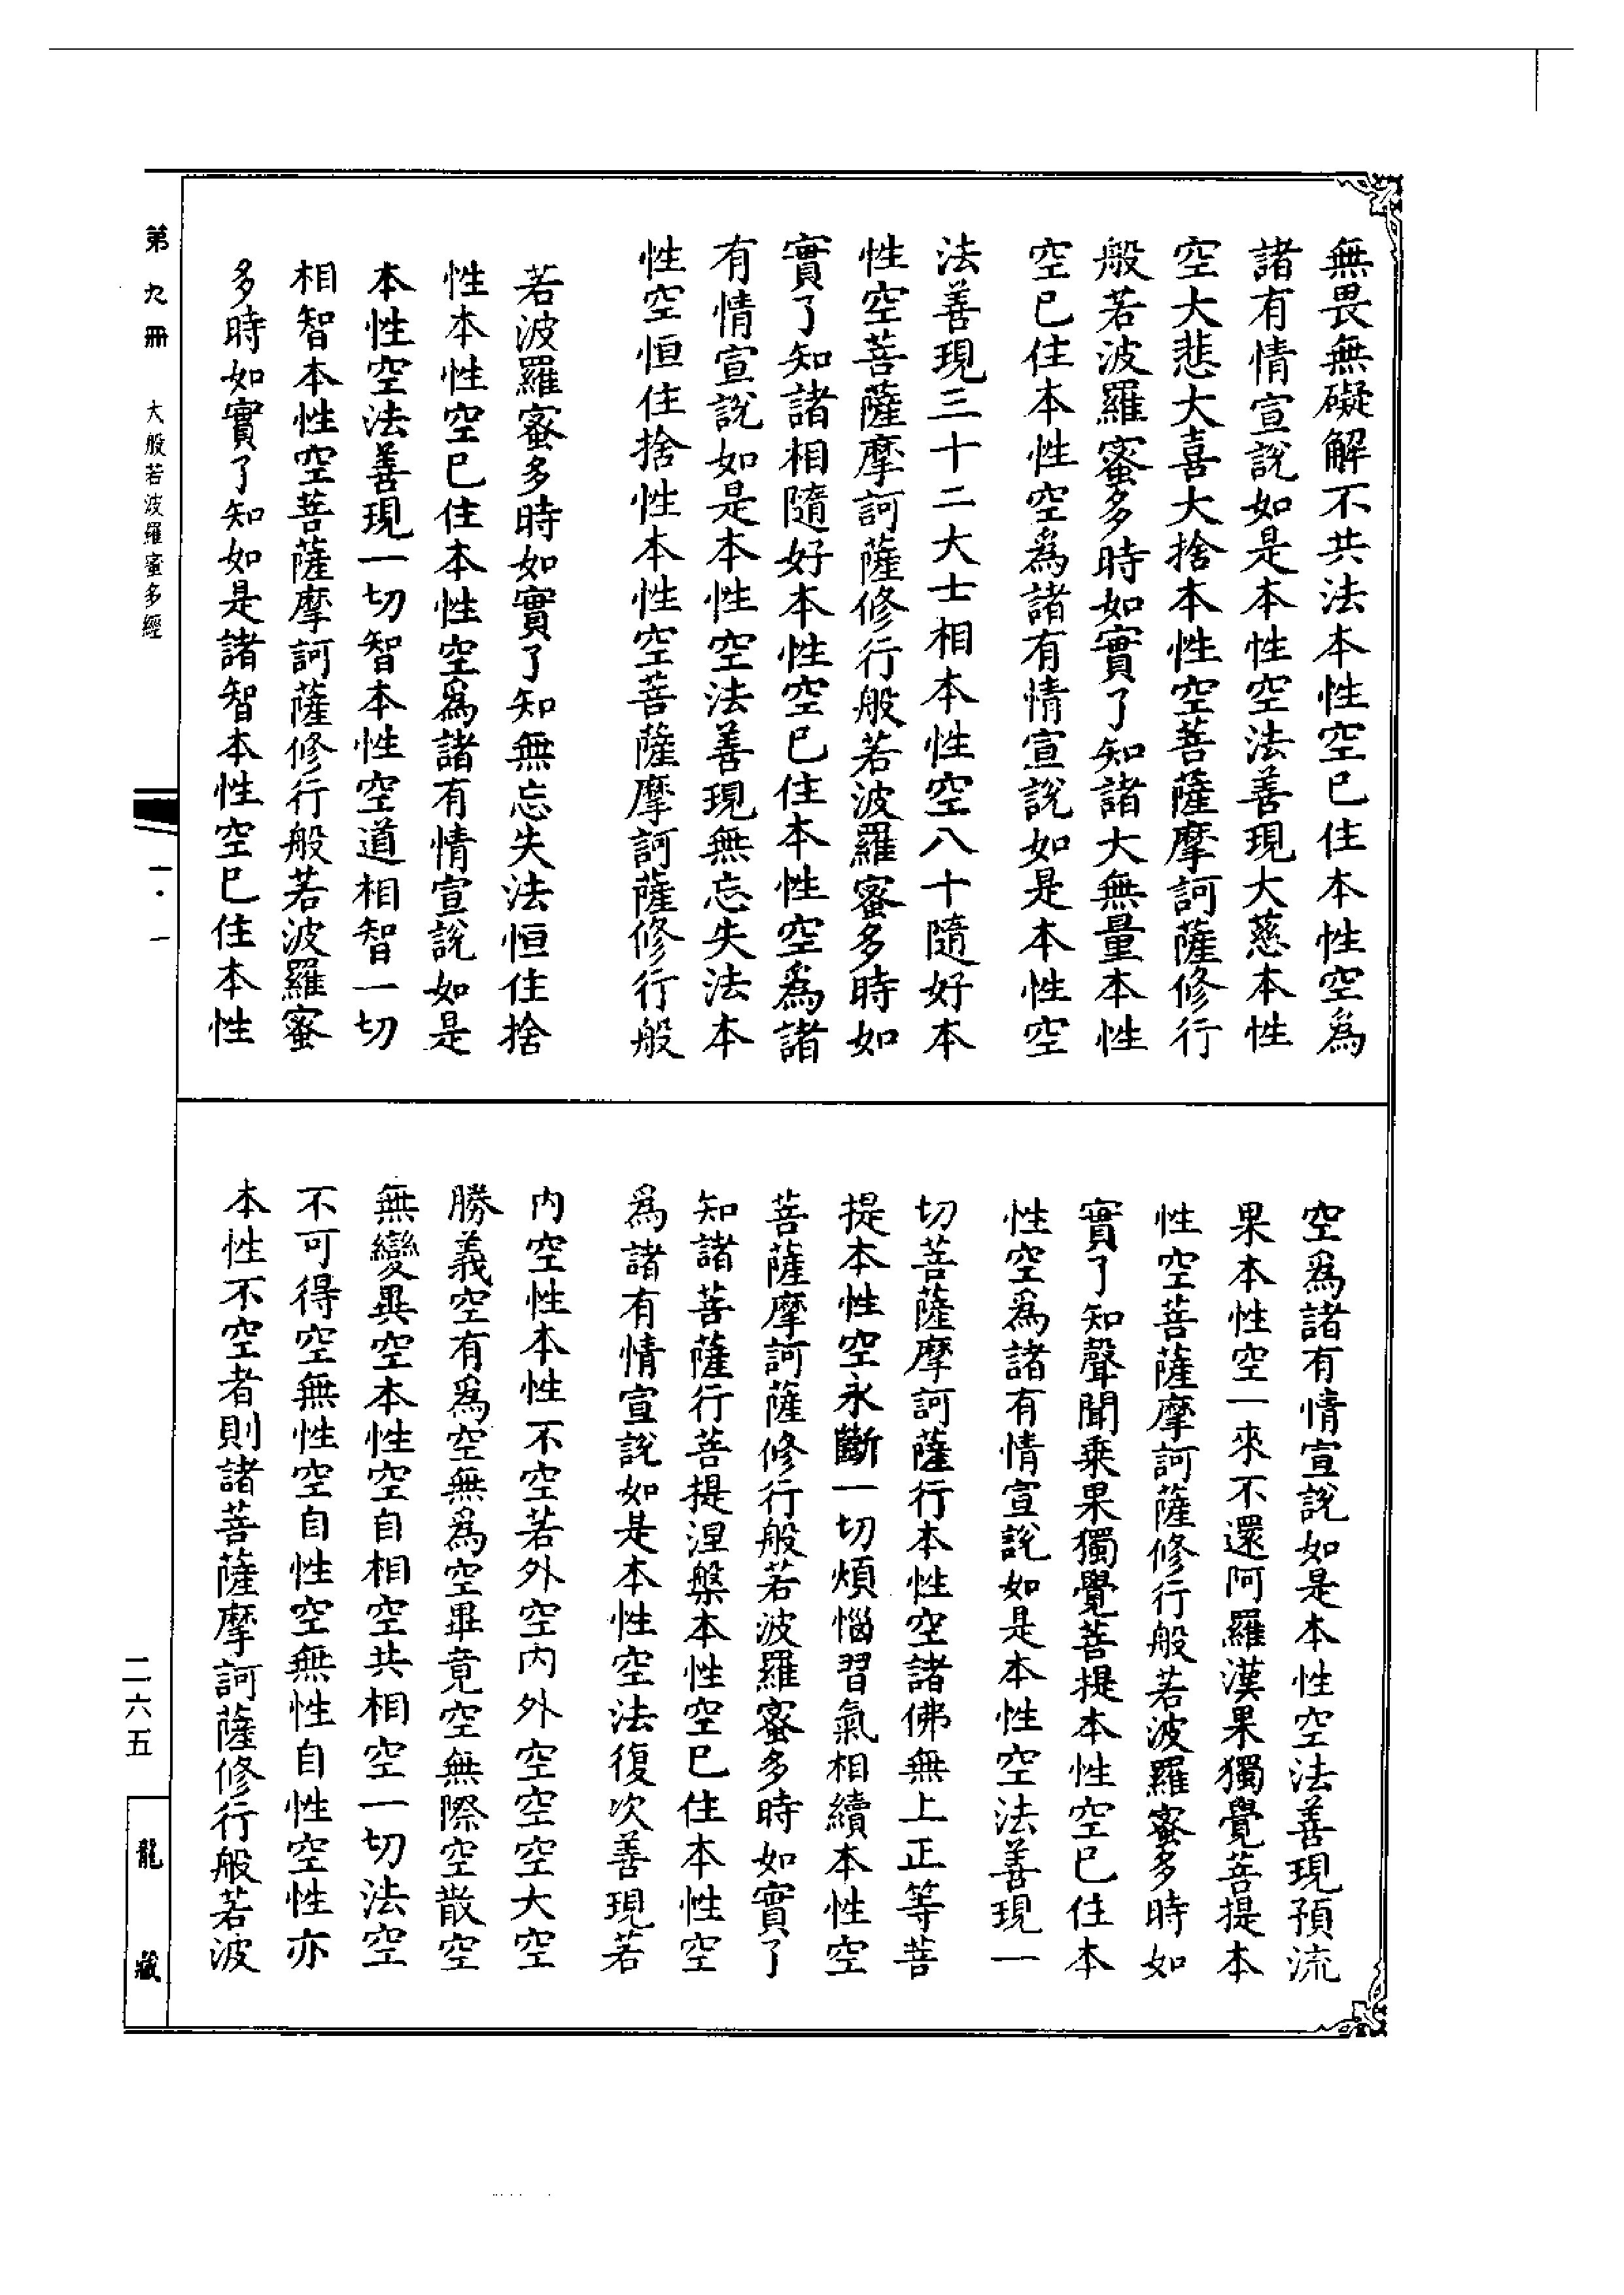 無畏無礙解不共法本性空已住本性空爲
諸有情宣說如是本性空法善現大慈本性
空大悲大喜大捨本性空菩薩摩訶薩修行
般若波羅蜜多時如實了知諸大無量本性
空已住本性空爲諸有情宣說如是本性空
法善現三十二大士相本性空八十隨好本
性空菩薩摩訶薩修行般若波羅蜜多時如
實了知諸相隨好本性空已住本性空爲諸
有情宣說如是本性空法善現無忘失法本
性空恒住捨性本性空菩薩摩訶薩修行般
若波羅蜜多時如實了知無忘失法恒住捨
性本性空已住本性空爲諸有情宣說如是
本性空法善現一切智本性空道相智一切
相智本性空菩薩摩訶薩修行般若波羅蜜
多時如實了知如是諸智本性空已住本性
空爲諸有情宣說如是本性空法善現預流
果本性空一來不還阿羅漢果獨覺菩提本
性空菩薩摩訶薩修行般若波羅蜜多時如
實了知聲聞乘果獨覺菩提本性空已住本
性空爲諸有情宣說如是本性空法善現一
切菩薩摩訶薩行本性空諸佛無上正等菩
提本性空永斷一切煩惱習氣相續本性空
菩薩摩訶薩修行般若波羅蜜多時如實了
知諸菩薩行菩提涅槃本性空已住本性空
爲諸有情宣說如是本性空法復次善現若
內空性本性不空若外空內外空空空大空
勝義空有爲空無爲空畢竟空無際空散空
無變異空本性空自相空共相空一切法空
不可得空無性空自性空無性自性空性亦
本性不空者則諸菩薩摩訶薩修行般若波
第九冊 大般若波羅蜜多經
一·一
二六五
龍藏